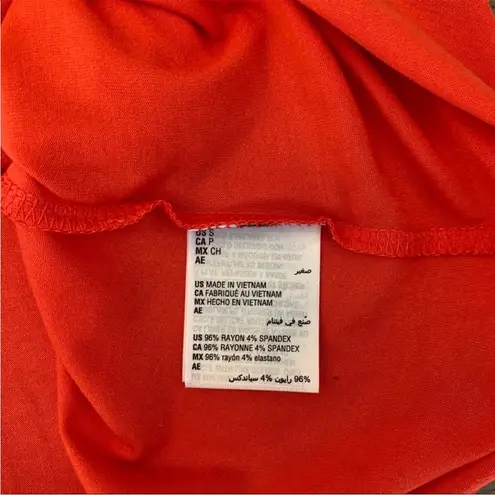 US S
CA P
MX CH
AE
صغير
US MADE IN VIETNAM
CA FABRIQUÉ AU VIETNAM
MX HECHO EN VIETNAM
AE
صنع في فيتنام
US 96% RAYON 4% SPANDEX
CA 96% RAYONNE 4% SPANDEX
MX 96% rayón 4% elastano
AE
96% رايون 4% سباندكس